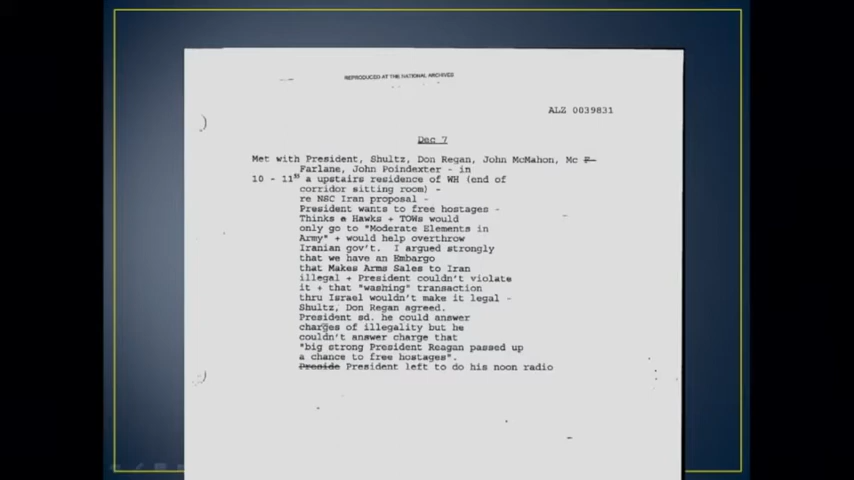 REPRODUCED AT THE NATIONAL ARCHIVES
ALZ 0039831
Dec 7
Met with President, Shultz, Don Regan, John McMahon, Mc F-
Farlane, John Poindexter - in
10 - 11³⁵ a upstairs residence of WH (end of
corridor sitting room) -
re NSC Iran proposal -
President wants to free hostages -
Thinks a Hawks + TOWs would
only go to "Moderate Elements in
Army" + would help overthrow
Iranian gov't. I argued strongly
that we have an Embargo
that Makes Arms Sales to Iran
illegal + President couldn't violate
it + that "washing" transaction
thru Israel wouldn't make it legal -
Shultz, Don Regan agreed.
President sd. he could answer
charges of illegality but he
couldn't answer charge that
"big strong President Reagan passed up
a chance to free hostages".
Preside President left to do his noon radio